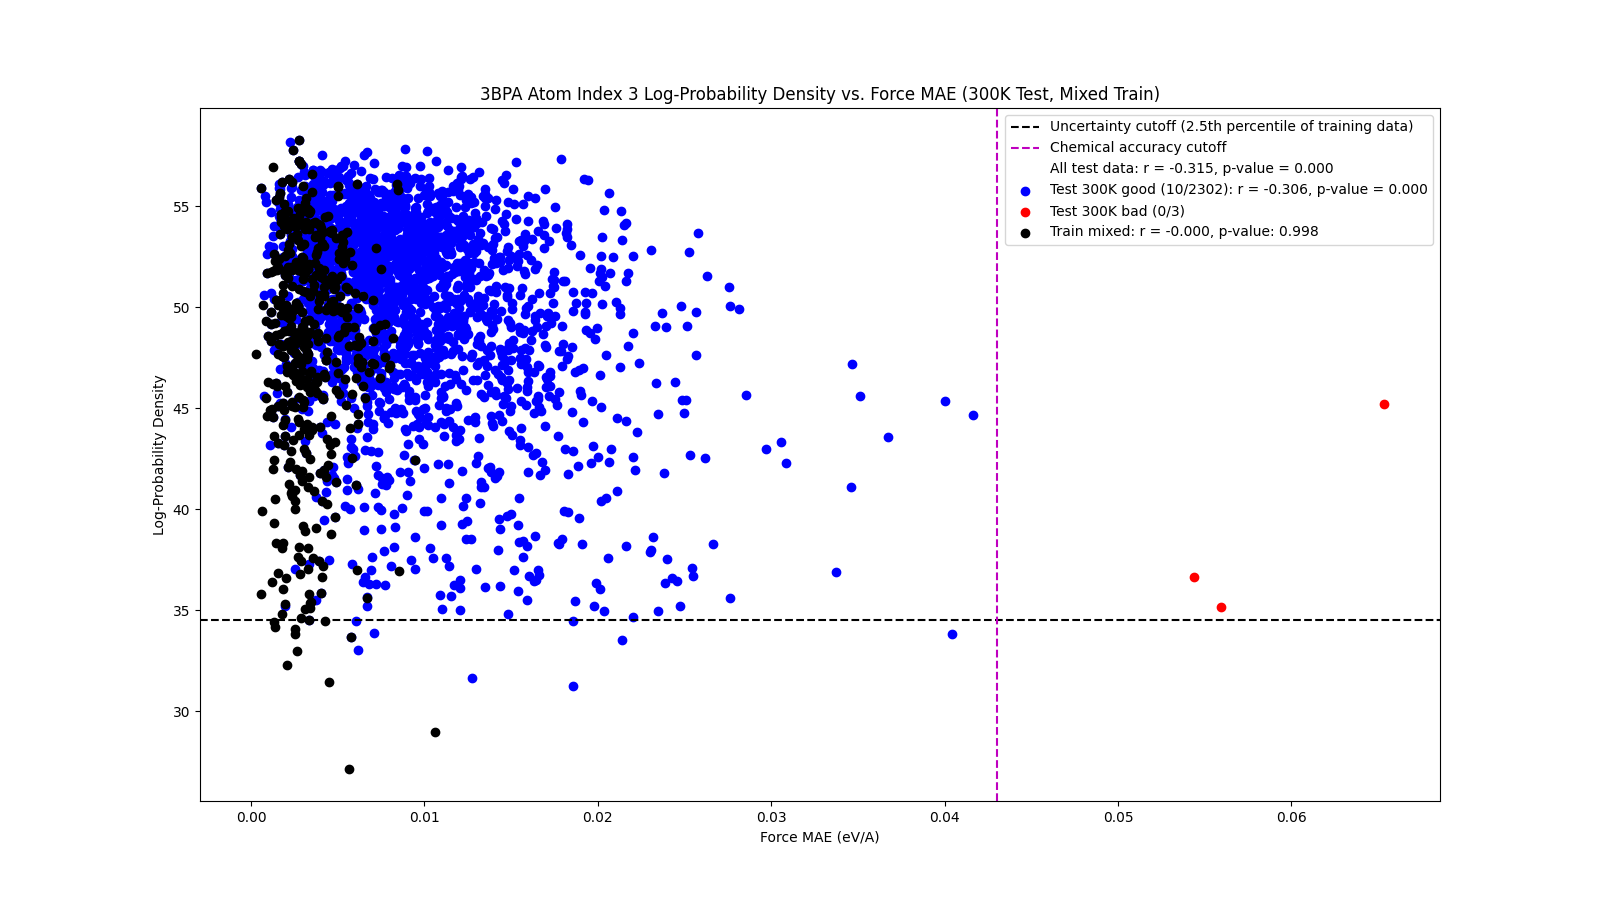 3BPA Atom Index 3 Log-Probability Density vs. Force MAE (300K Test, Mixed Train)
Uncertainty cutoff (2.5th percentile of training data)
Chemical accuracy cutoff
All test data: r = -0.315, p-value = 0.000
Test 300K good (10/2302): r = -0.306, p-value = 0.000
Test 300K bad (0/3)
Train mixed: r = -0.000, p-value: 0.998
Log-Probability Density
55
50
45
40
35
30
0.00 0.01 0.02 0.03 0.04 0.05 0.06
Force MAE (eV/A)